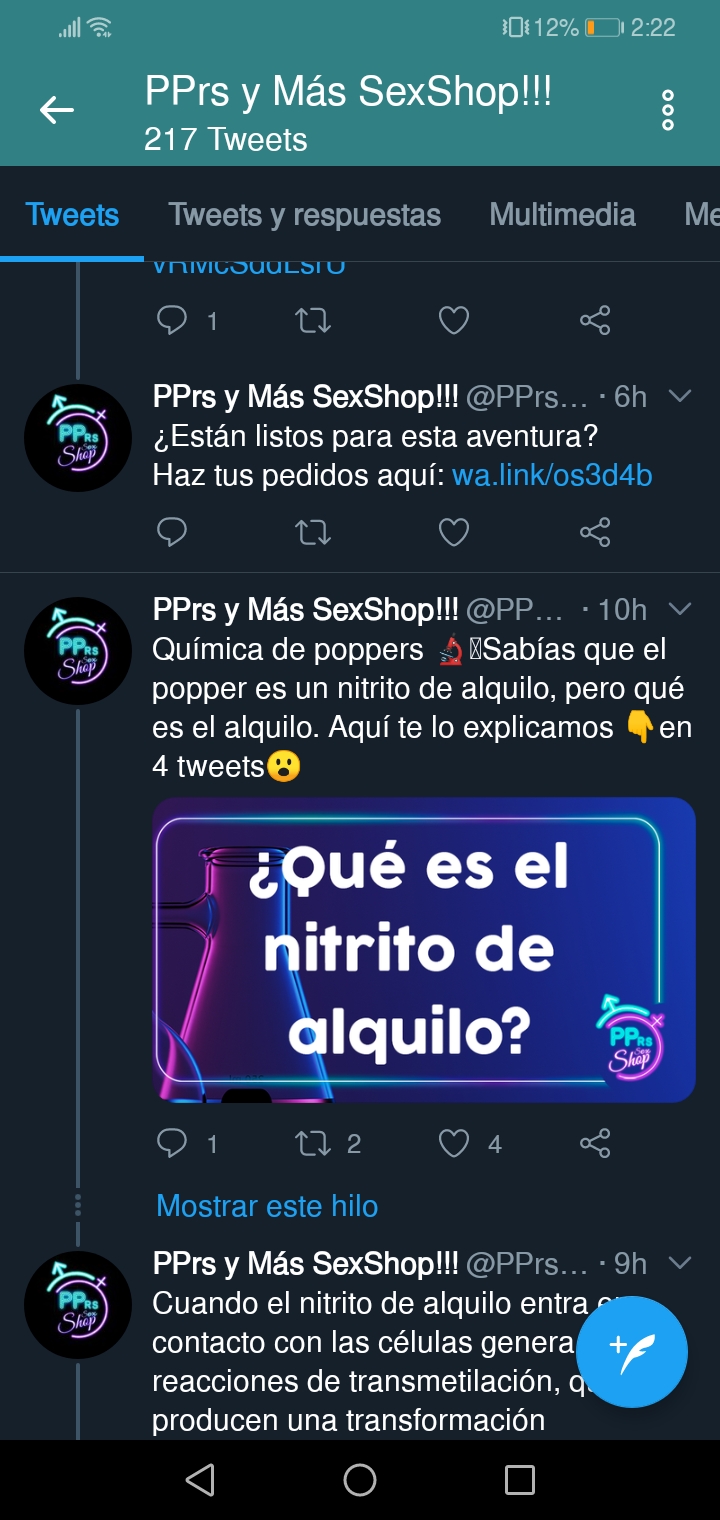 12% 2:22
PPrs y Más SexShop!!!
217 Tweets
Tweets Tweets y respuestas Multimedia Me
1
PPrs y Más SexShop!!! @PPrs... · 6h
¿Están listos para esta aventura?
Haz tus pedidos aquí: wa.link/os3d4b
PPrs y Más SexShop!!! @PP... · 10h
Química de poppers 🔬Sabías que el
popper es un nitrito de alquilo, pero qué
es el alquilo. Aquí te lo explicamos 👇en
4 tweets😮
¿Qué es el
nitrito de
alquilo?
PPRS
Sex
Shop
1 2 4
Mostrar este hilo
PPrs y Más SexShop!!! @PPrs... · 9h
Cuando el nitrito de alquilo entra
contacto con las células genera
reacciones de transmetilación,
producen una transformación